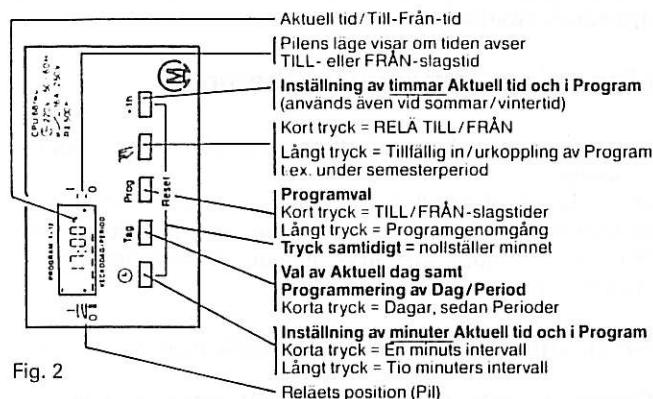 Aktuell tid/Till-Från-tid
Pilens läge visar om tiden avser
TILL- eller FRÅN-slagstid
Inställning av timmar Aktuell tid och i Program
(används även vid sommar/vintertid)
Kort tryck = RELÄ TILL/FRÅN
Långt tryck = Tillfällig in/urkoppling av Program
t.ex. under semesterperiod
Programval
Kort tryck = TILL/FRÅN-slagstider
Långt tryck = Programgenomgång
Tryck samtidigt = nollställer minnet
Val av Aktuell dag samt
Programmering av Dag/Period
Korta tryck = Dagar, sedan Perioder
Inställning av minuter Aktuell tid och i Program
Korta tryck = En minuts intervall
Långt tryck = Tio minuters intervall
Reläets position (Pil)
Fig. 2
PROGRAM 1-12
17:00
VECKODAG+PERIOD
Prog
Tag
Reset